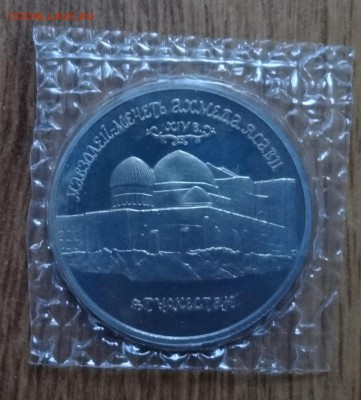 МАВЗОЛЕЙ-МЕЧЕТЬ АХМЕДА ЯСАВИ
XIV В.
ТУРКЕСТАН